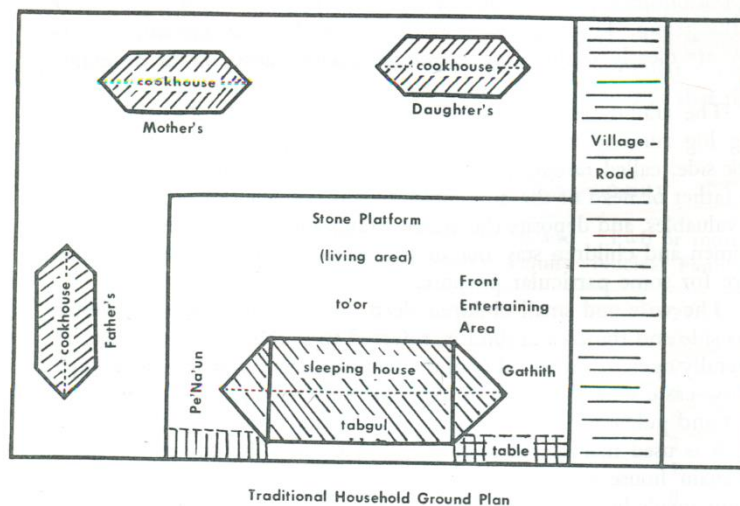 cookhouse
Mother's
cookhouse
Daughter's
Village
Road
cookhouse
Father's
Stone Platform
(living area)
to'or
Front
Entertaining
Area
Gathith
Pe'Na'un
sleeping house
tabgul
table
Traditional Household Ground Plan